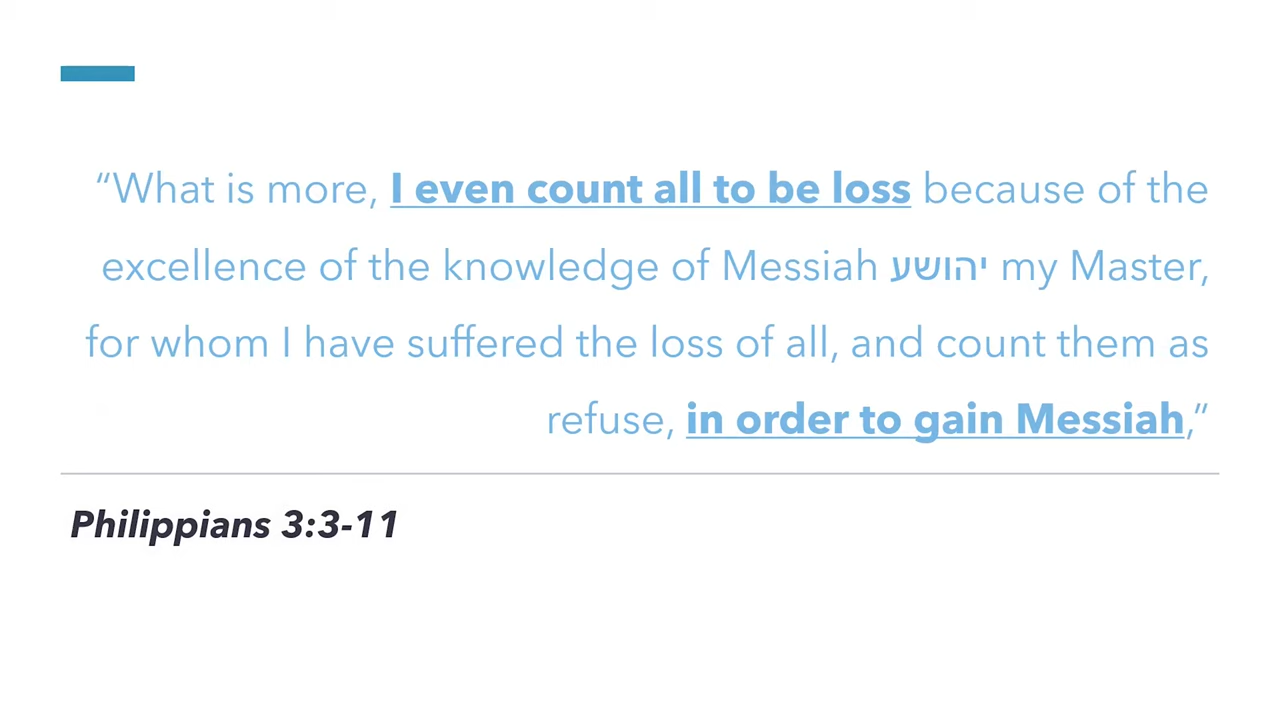 “What is more, I even count all to be loss because of the
excellence of the knowledge of Messiah יהושע my Master,
for whom I have suffered the loss of all, and count them as
refuse, in order to gain Messiah,”
Philippians 3:3-11